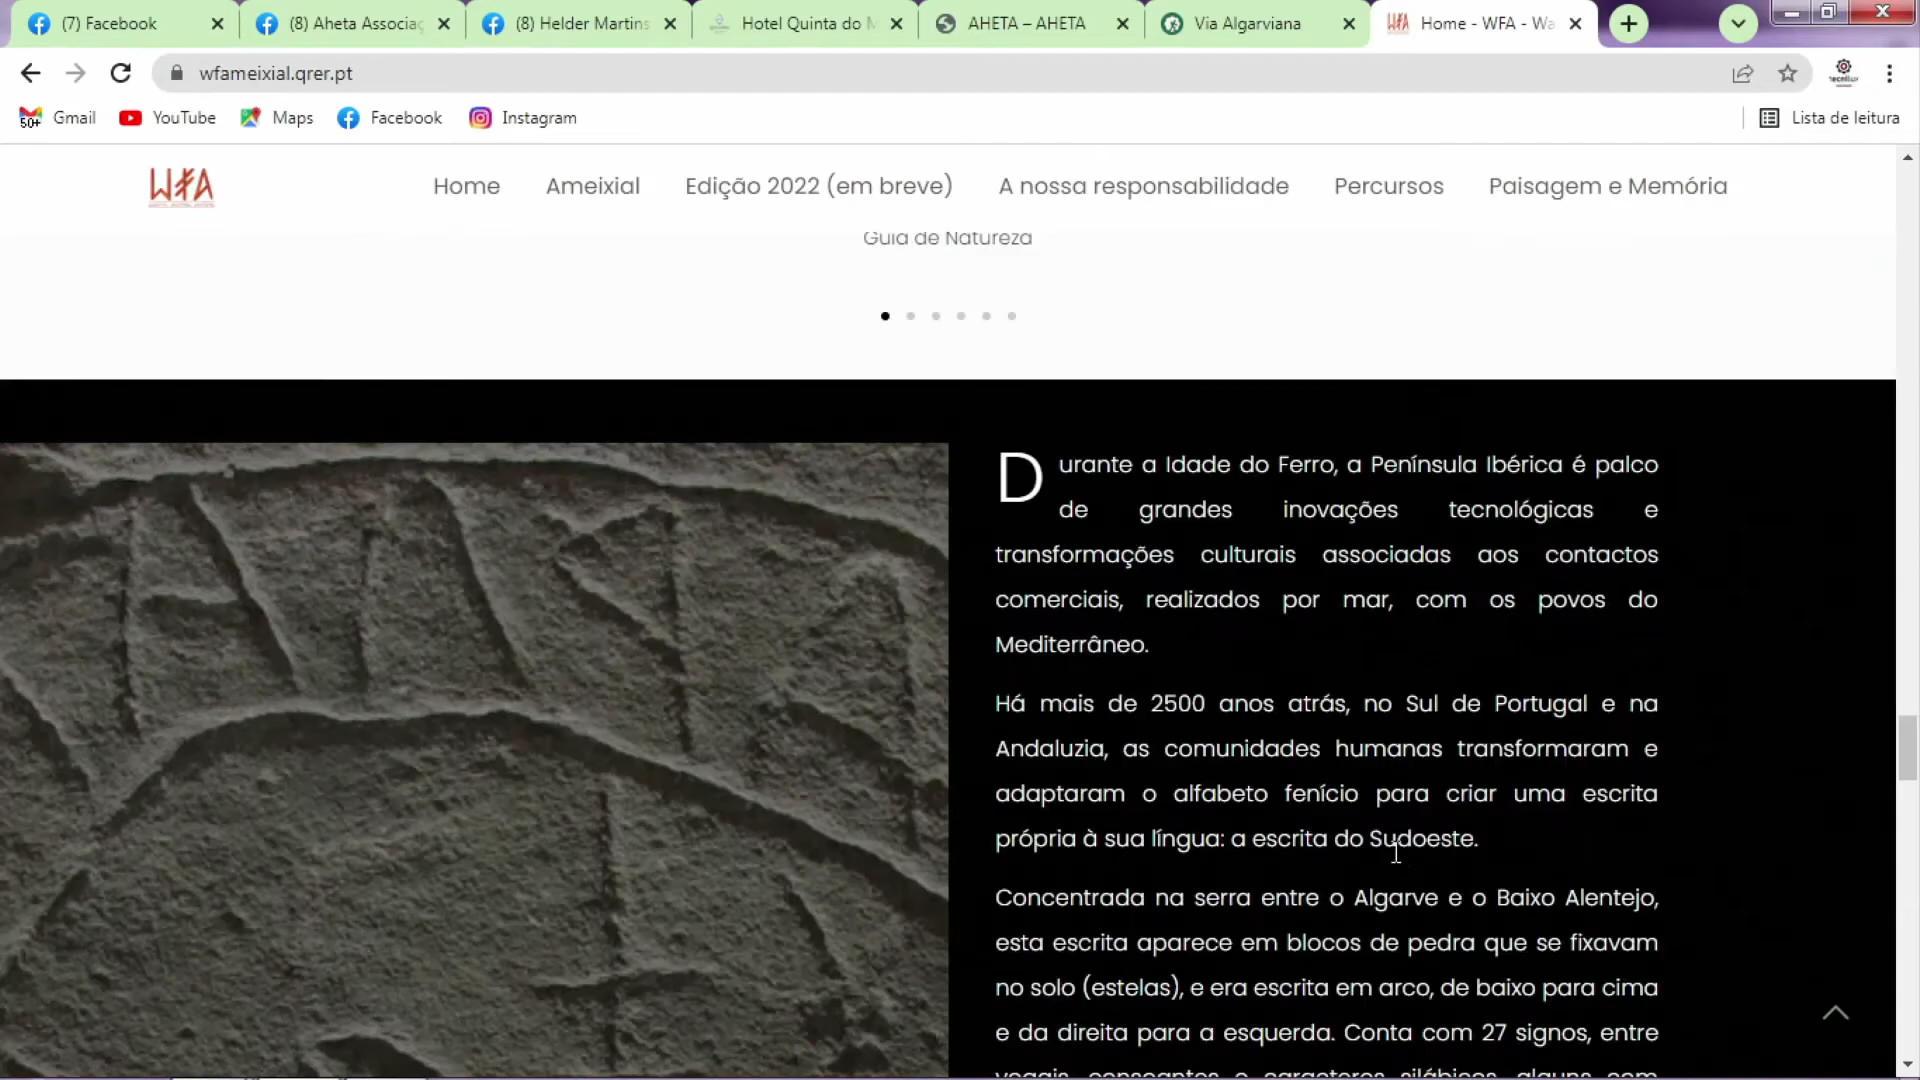 (7) Facebook
(8) Aheta Associaç
(8) Helder Martins
Hotel Quinta do M
AHETA – AHETA
Via Algarviana
Home - WFA - Wa
wfameixial.qrer.pt
50+ Gmail
YouTube
Maps
Facebook
Instagram
Lista de leitura
WFA
Home
Ameixial
Edição 2022 (em breve)
A nossa responsabilidade
Percursos
Paisagem e Memória
Guia de Natureza
Durante a Idade do Ferro, a Península Ibérica é palco
de grandes inovações tecnológicas e
transformações culturais associadas aos contactos
comerciais, realizados por mar, com os povos do
Mediterrâneo.
Há mais de 2500 anos atrás, no Sul de Portugal e na
Andaluzia, as comunidades humanas transformaram e
adaptaram o alfabeto fenício para criar uma escrita
própria à sua língua: a escrita do Sudoeste.
Concentrada na serra entre o Algarve e o Baixo Alentejo,
esta escrita aparece em blocos de pedra que se fixavam
no solo (estelas), e era escrita em arco, de baixo para cima
e da direita para a esquerda. Conta com 27 signos, entre
vogais, consoantes e caracteres silábicos, alguns com